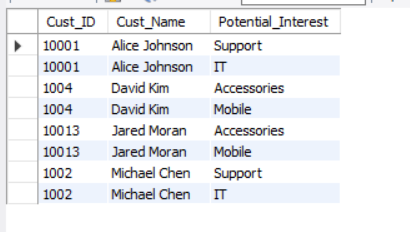 Cust_ID Cust_Name Potential_Interest
10001 Alice Johnson Support
10001 Alice Johnson IT
1004 David Kim Accessories
1004 David Kim Mobile
10013 Jared Moran Accessories
10013 Jared Moran Mobile
1002 Michael Chen Support
1002 Michael Chen IT